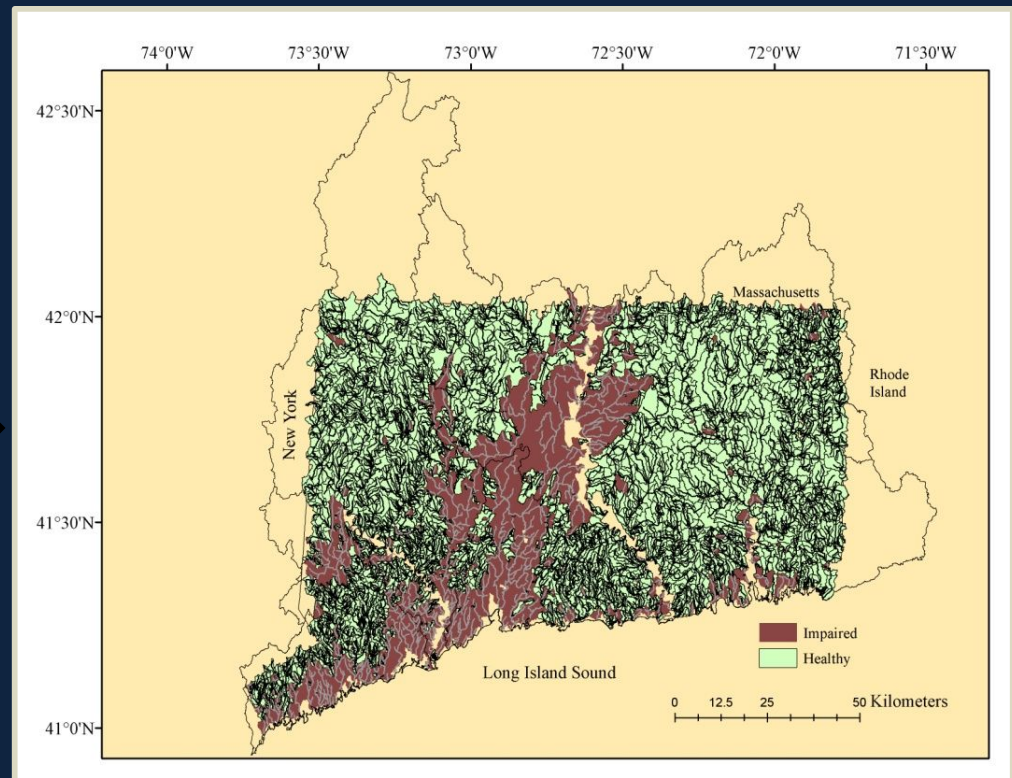 74°0'W 73°30'W 73°0'W 72°30'W 72°0'W 71°30'W
42°30'N
Massachusetts
42°0'N
Rhode
Island
New York
41°30'N
Impaired
Healthy
Long Island Sound
0 12.5 25 50 Kilometers
41°0'N